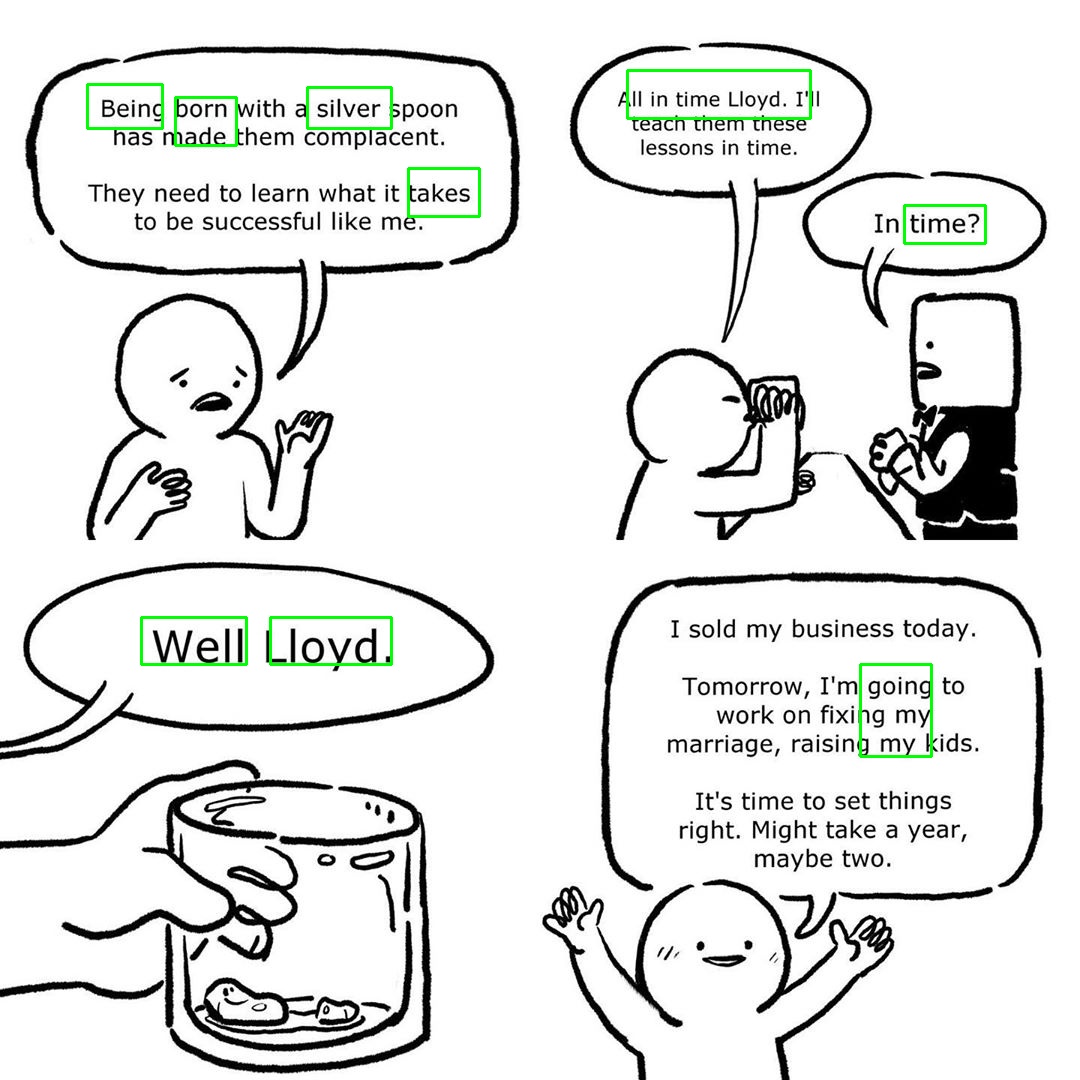 Being born with a silver spoon
has made them complacent.
They need to learn what it takes
to be successful like me.
All in time Lloyd. I'll
teach them these
lessons in time.
In time?
Well Lloyd.
I sold my business today.
Tomorrow, I'm going to
work on fixing my
marriage, raising my kids.
It's time to set things
right. Might take a year,
maybe two.